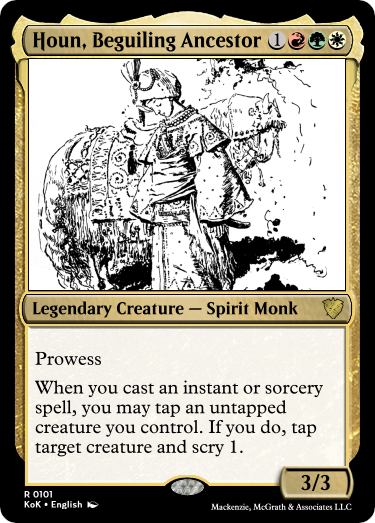 Houn, Beguiling Ancestor 1
Legendary Creature — Spirit Monk
Prowess
When you cast an instant or sorcery
spell, you may tap an untapped
creature you control. If you do, tap
target creature and scry 1.
3/3
R 0101
KoK • English
Mackenzie, McGrath & Associates LLC